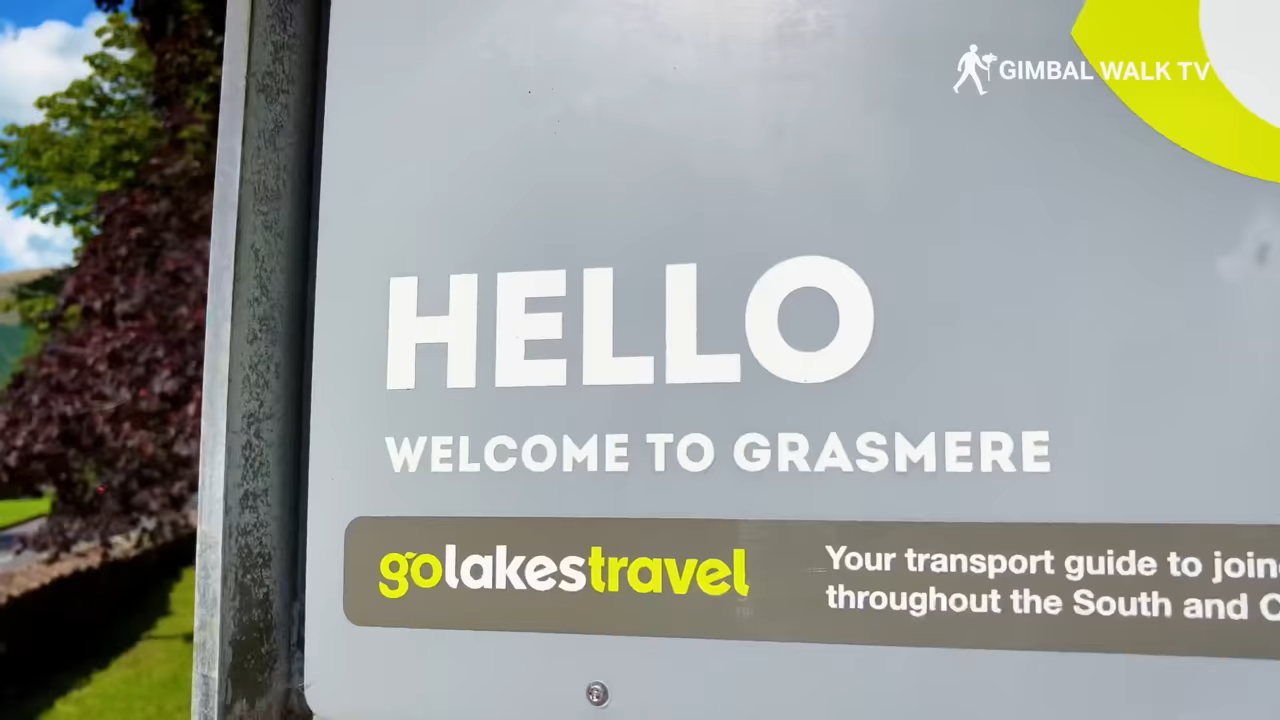 GIMBAL WALK TV
HELLO
WELCOME TO GRASMERE
golakestravel
Your transport guide to
throughout the South and